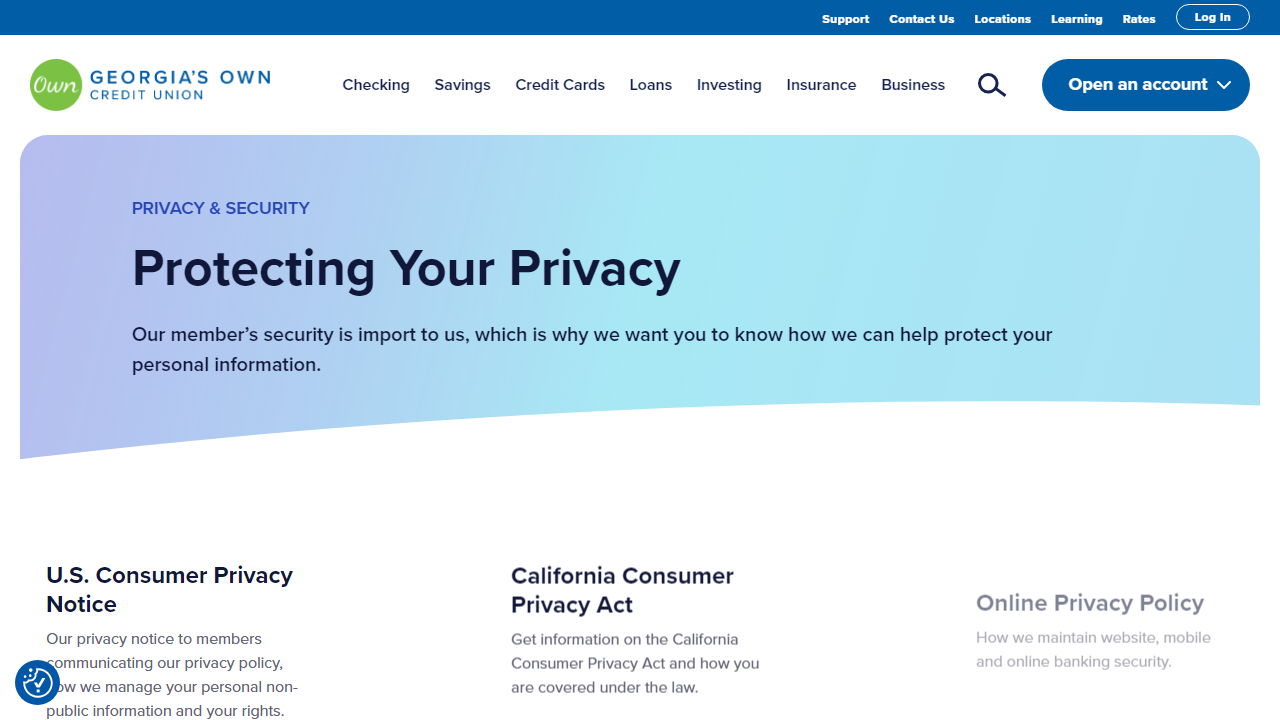 Support Contact Us Locations Learning Rates Log In
Own GEORGIA'S OWN
CREDIT UNION
Checking Savings Credit Cards Loans Investing Insurance Business Open an account
PRIVACY & SECURITY
Protecting Your Privacy
Our member’s security is import to us, which is why we want you to know how we can help protect your
personal information.
U.S. Consumer Privacy
Notice
Our privacy notice to members
communicating our privacy policy,
how we manage your personal non-
public information and your rights.
California Consumer
Privacy Act
Get information on the California
Consumer Privacy Act and how you
are covered under the law.
Online Privacy Policy
How we maintain website, mobile
and online banking security.